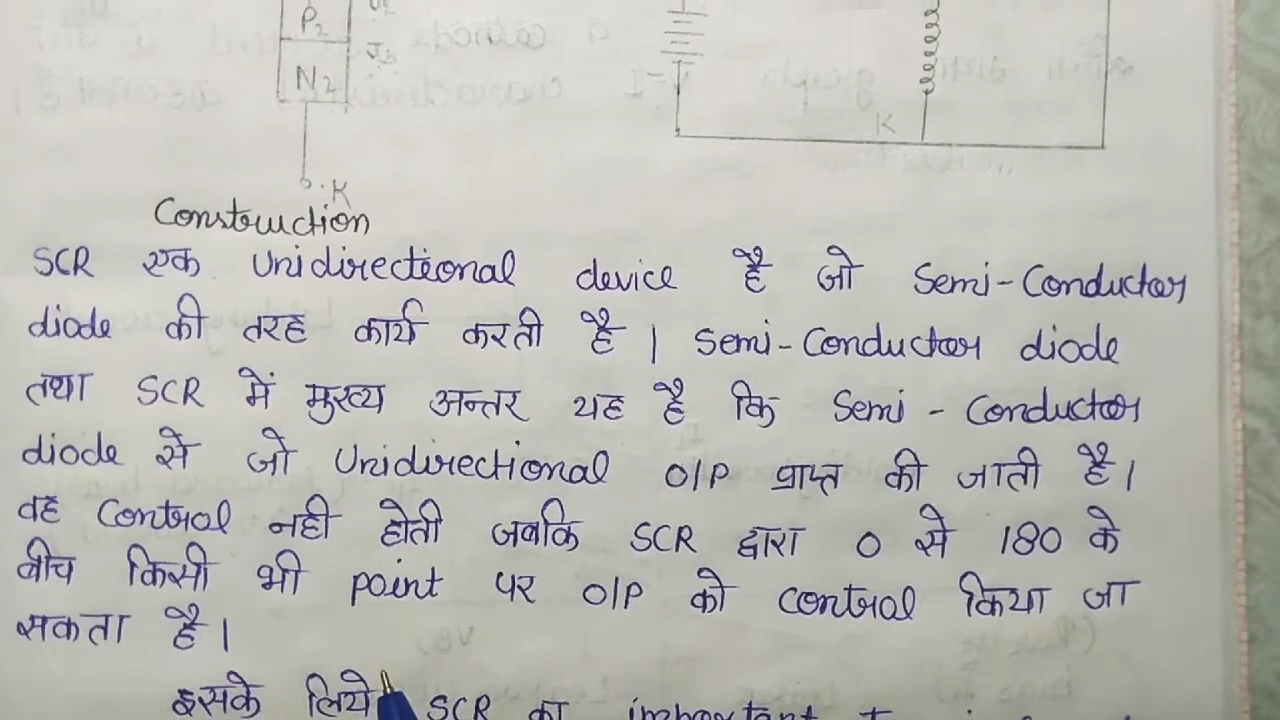 P2
N2
K
K
Construction
SCR एक Unidirectional device है जो Semi-Conductor
diode की तरह कार्य करती है। Semi-Conductor diode
तथा SCR में मुख्य अन्तर यह है कि Semi-Conductor
diode से जो Unidirectional O/P प्राप्त की जाती है।
वह Control नही होती जबकि SCR द्वारा 0 से 180 के
बीच किसी भी point पर O/P को Control किया जा
सकता है।
इसके लिये SCR का important